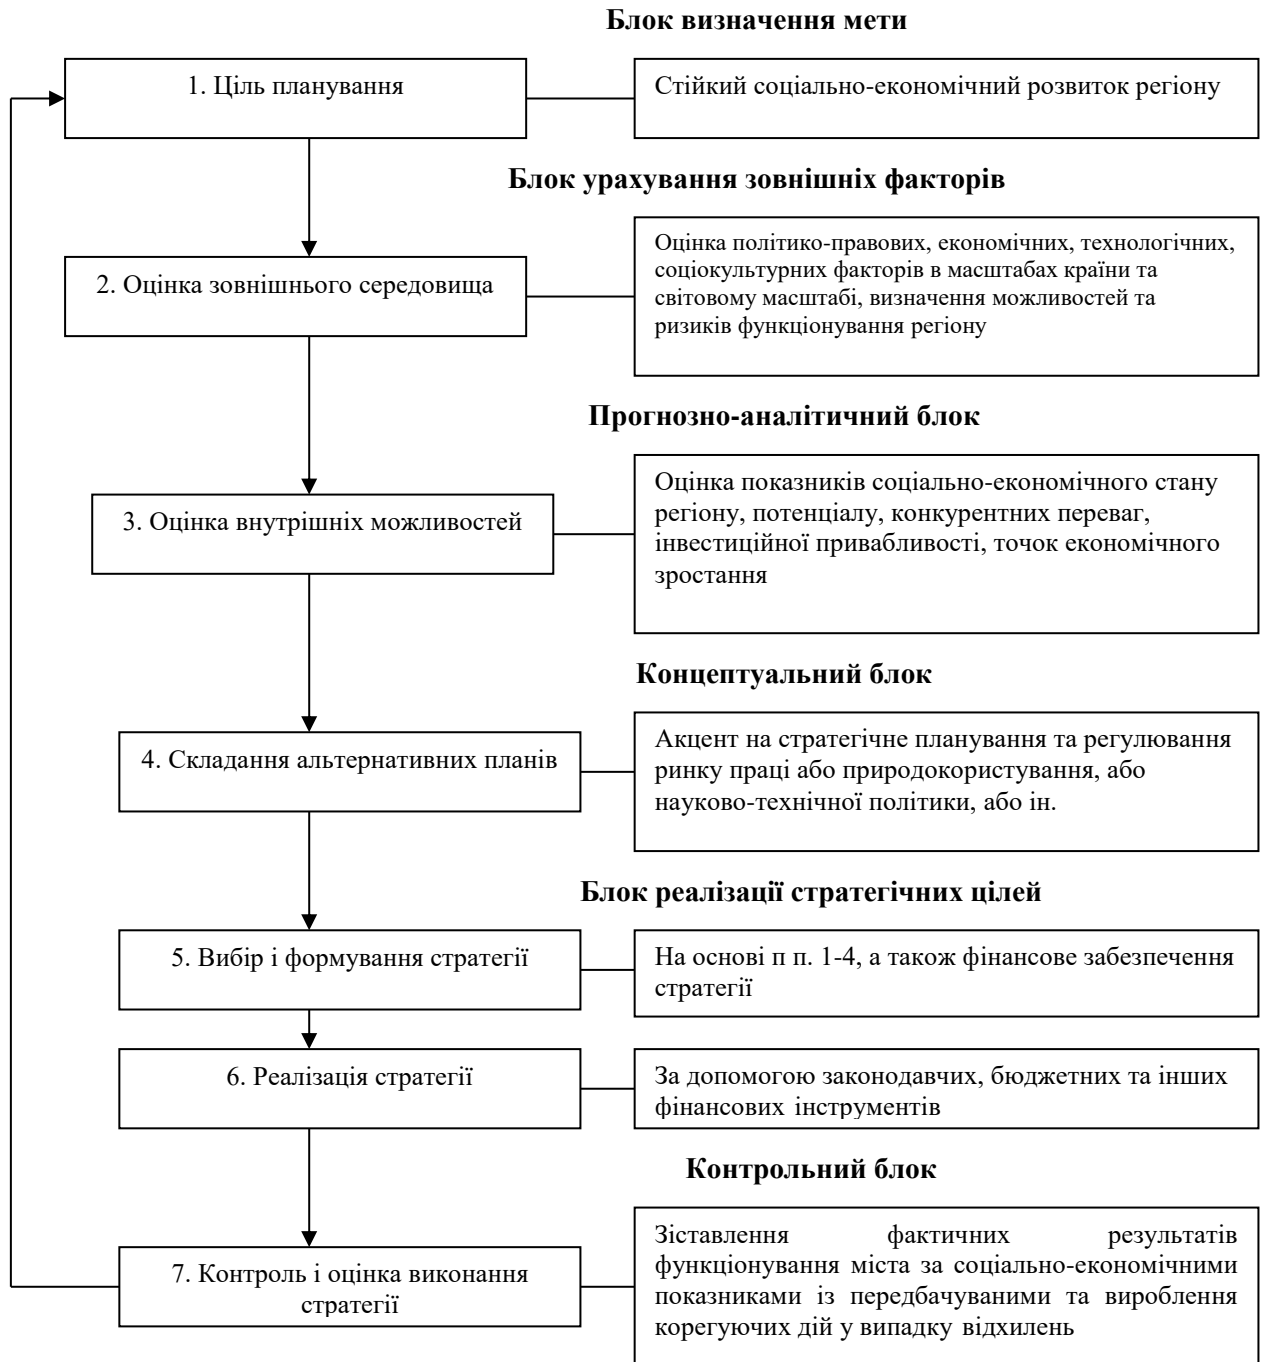 Блок визначення мети
1. Ціль планування
Стійкий соціально-економічний розвиток регіону
Блок урахування зовнішніх факторів
2. Оцінка зовнішнього середовища
Оцінка політико-правових, економічних, технологічних,
соціокультурних факторів в масштабах країни та
світовому масштабі, визначення можливостей та
ризиків функціонування регіону
Прогнозно-аналітичний блок
3. Оцінка внутрішніх можливостей
Оцінка показників соціально-економічного стану
регіону, потенціалу, конкурентних переваг,
інвестиційної привабливості, точок економічного
зростання
Концептуальний блок
4. Складання альтернативних планів
Акцент на стратегічне планування та регулювання
ринку праці або природокористування, або
науково-технічної політики, або ін.
Блок реалізації стратегічних цілей
5. Вибір і формування стратегії
На основі п п. 1-4, а також фінансове забезпечення
стратегії
6. Реалізація стратегії
За допомогою законодавчих, бюджетних та інших
фінансових інструментів
Контрольний блок
7. Контроль і оцінка виконання
стратегії
Зіставлення фактичних результатів
функціонування міста за соціально-економічними
показниками із передбачуваними та вироблення
корегуючих дій у випадку відхилень